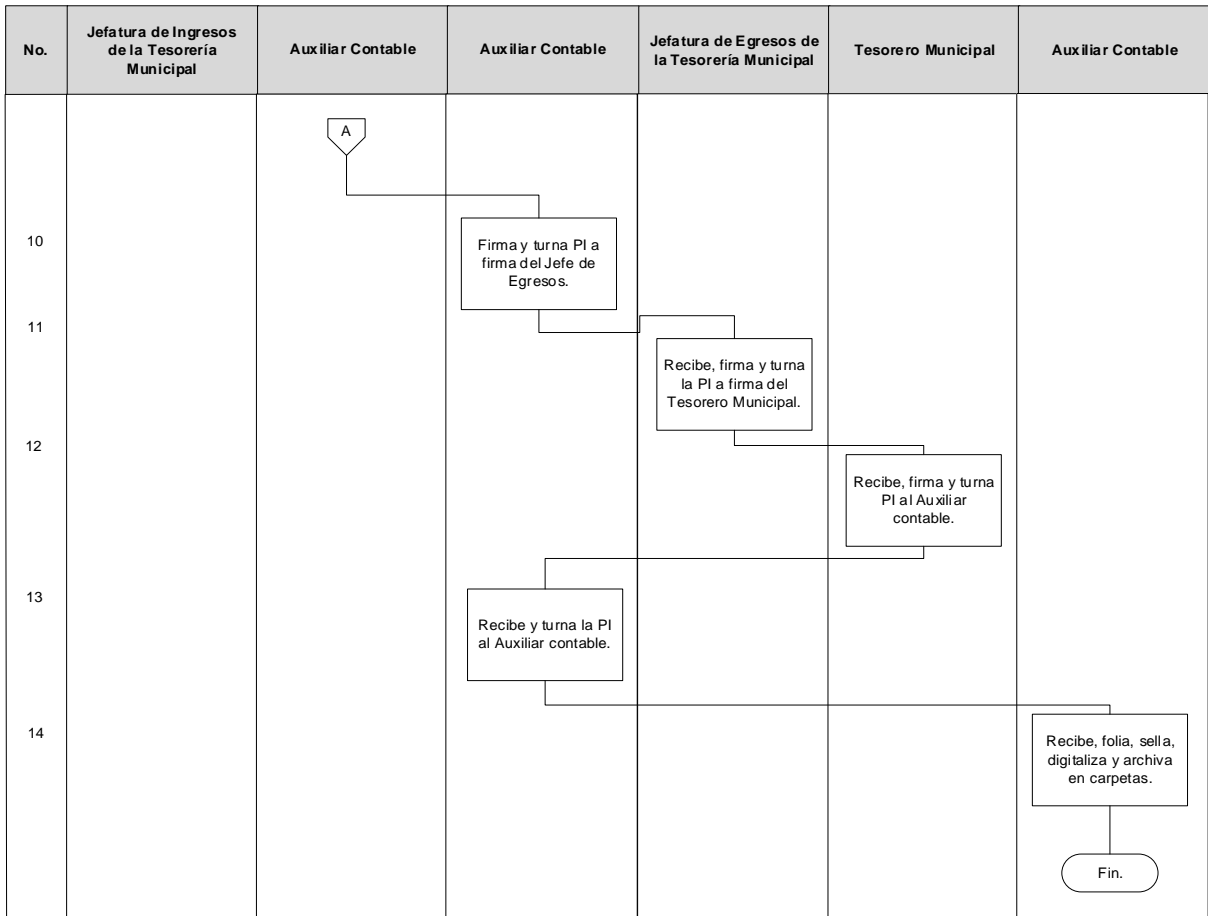 No.
Jefatura de Ingresos
de la Tesorería
Municipal
Auxiliar Contable
Auxiliar Contable
Jefatura de Egresos de
la Tesorería Municipal
Tesorero Municipal
Auxiliar Contable
A
10
Firma y turna PI a
firma del Jefe de
Egresos.
11
Recibe, firma y turna
la PI a firma del
Tesorero Municipal.
12
Recibe, firma y turna
PI al Auxiliar
contable.
13
Recibe y turna la PI
al Auxiliar contable.
14
Recibe, folia, sella,
digitaliza y archiva
en carpetas.
Fin.